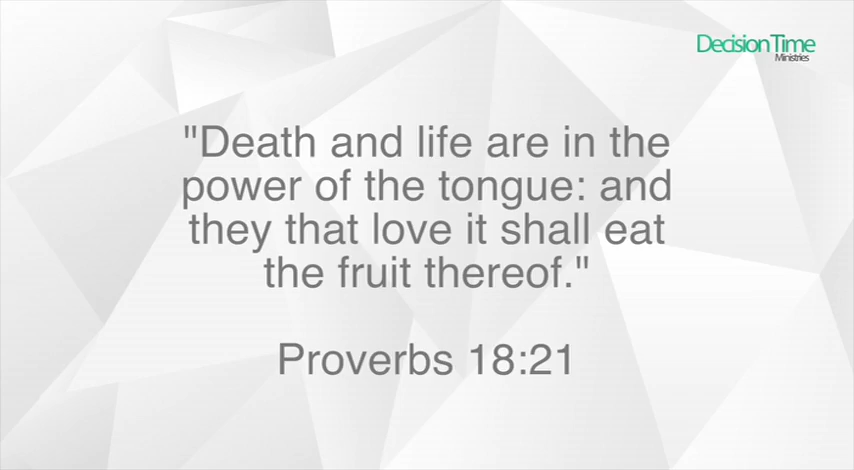 DecisionTime
Ministries
"Death and life are in the
power of the tongue: and
they that love it shall eat
the fruit thereof."
Proverbs 18:21